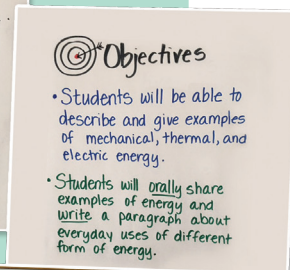 Objectives
• Students will be able to
describe and give examples
of mechanical, thermal, and
electric energy.
• Students will orally share
examples of energy and
write a paragraph about
everyday uses of different
form of energy.